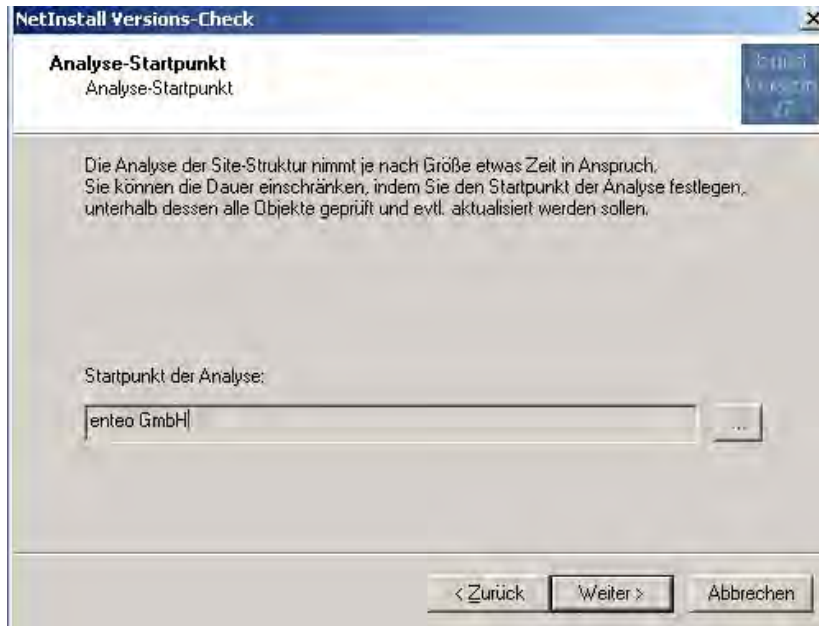 NetInstall Versions-Check
Analyse-Startpunkt
Analyse-Startpunkt
Die Analyse der Site-Struktur nimmt je nach Größe etwas Zeit in Anspruch.
Sie können die Dauer einschränken, indem Sie den Startpunkt der Analyse festlegen,
unterhalb dessen alle Objekte geprüft und evtl. aktualisiert werden sollen.
Startpunkt der Analyse:
enteo GmbH
...
< Zurück Weiter > Abbrechen